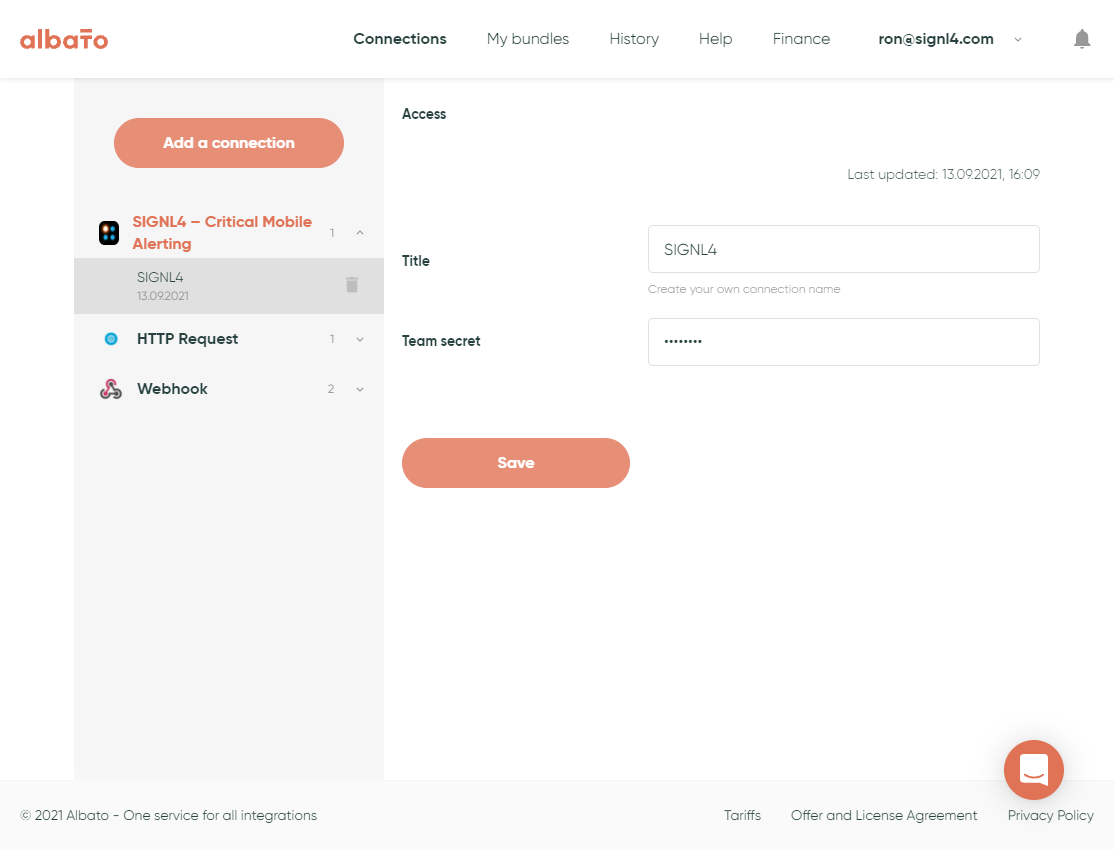 albato
Connections
My bundles
History
Help
Finance
ron@signl4.com
Add a connection
SIGNL4 – Critical Mobile
Alerting
1
SIGNL4
13.09.2021
HTTP Request
1
Webhook
2
Access
Last updated: 13.09.2021, 16:09
Title
SIGNL4
Create your own connection name
Team secret
••••••••
Save
© 2021 Albato - One service for all integrations
Tariffs
Offer and License Agreement
Privacy Policy